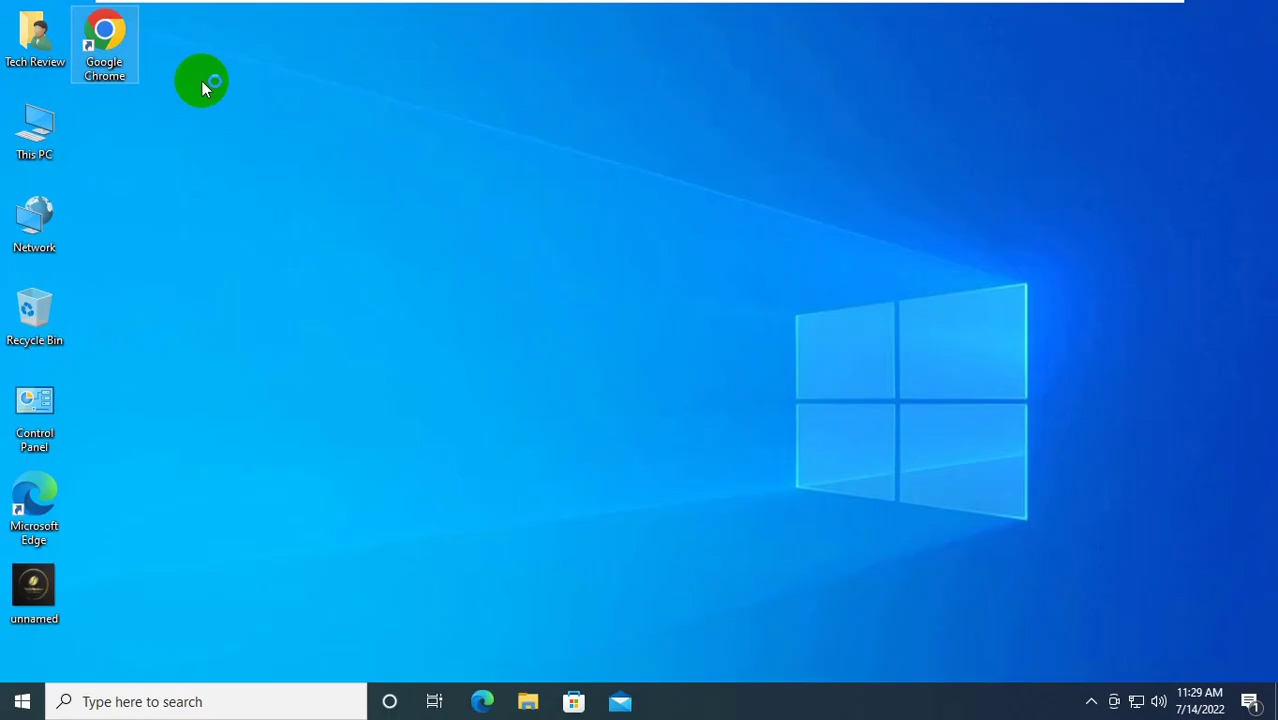 Tech Review
Google
Chrome
This PC
Network
Recycle Bin
Control
Panel
Microsoft
Edge
unnamed
Type here to search
11:29 AM
7/14/2022
1